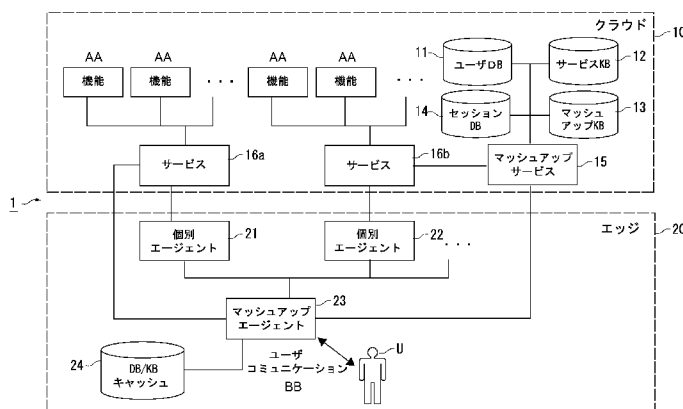 クラウド
10
AA
AA
AA
AA
機能
機能
・・・
機能
機能
・・・
11
ユーザDB
サービスKB
12
14
セッション
DB
マッシュ
アップKB
13
サービス
16a
サービス
16b
マッシュアップ
サービス
15
1
エッジ
20
個別
エージェント
21
個別
エージェント
22
・・・
マッシュアップ
エージェント
23
24
DB/KB
キャッシュ
ユーザ
コミュニケーション
BB
U